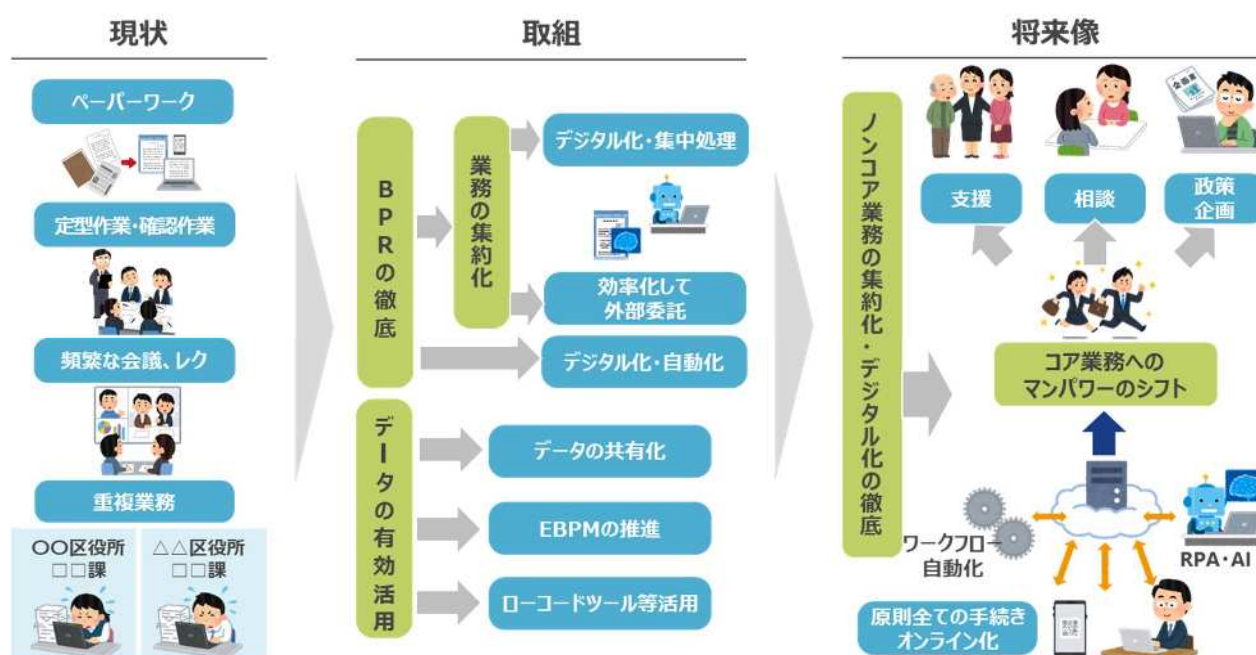 現状
ペーパーワーク
定型作業・確認作業
頻繁な会議、レク
重複業務
〇〇区役所
□□課
△△区役所
□□課
取組
BPRの徹底
業務の集約化
デジタル化・集中処理
効率化して
外部委託
デジタル化・自動化
データの有効活用
データの共有化
EBPMの推進
ローコードツール等活用
将来像
ノンコア業務の集約化・デジタル化の徹底
企画書
支援
相談
政策
企画
コア業務への
マンパワーのシフト
ワークフロー
自動化
RPA・AI
原則全ての手続き
オンライン化